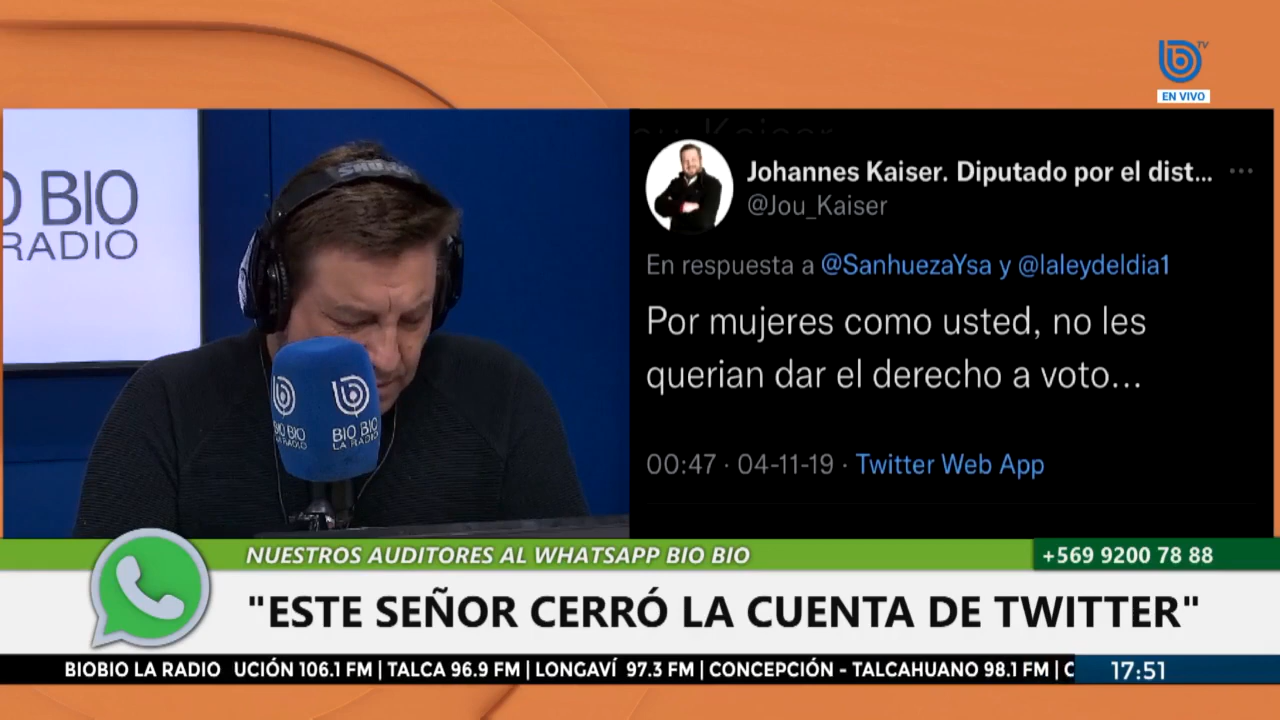 TV
EN VIVO
IO BIO
LA RADIO
SHURE
BIO BIO
LA RADIO
BIO BIO
LA RADIO
Johannes Kaiser. Diputado por el dist...
@Jou_Kaiser
En respuesta a @SanhuezaYsa y @laleydeldia1
Por mujeres como usted, no les
querian dar el derecho a voto...
00:47 · 04-11-19 · Twitter Web App
NUESTROS AUDITORES AL WHATSAPP BIO BIO
+569 9200 78 88
"ESTE SEÑOR CERRÓ LA CUENTA DE TWITTER"
BIOBIO LA RADIO UCIÓN 106.1 FM | TALCA 96.9 FM | LONGAVÍ 97.3 FM | CONCEPCIÓN - TALCAHUANO 98.1 FM | C
17:51